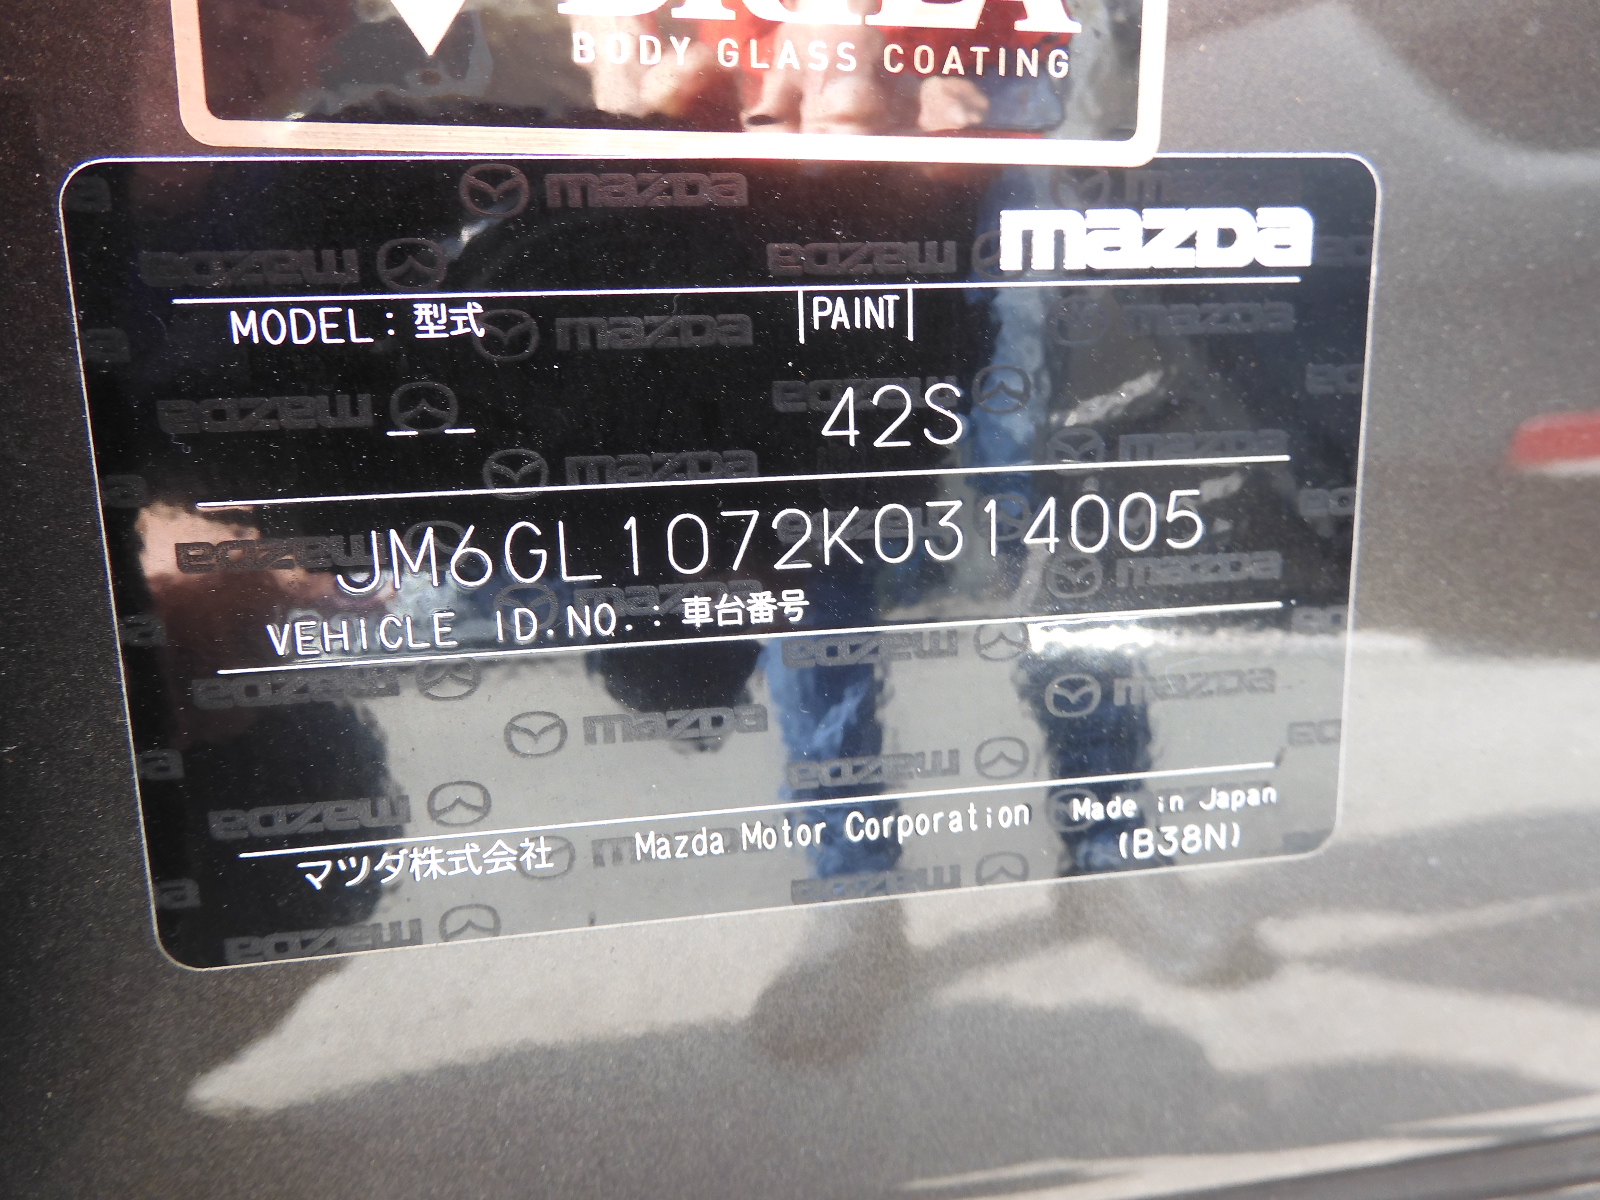 BODY GLASS COATING
mazda
MODEL: 型式
PAINT
— —
42S
JM6GL1072K0314005
VEHICLE ID.NO.: 車台番号
マツダ株式会社 Mazda Motor Corporation Made in Japan
(B38N)